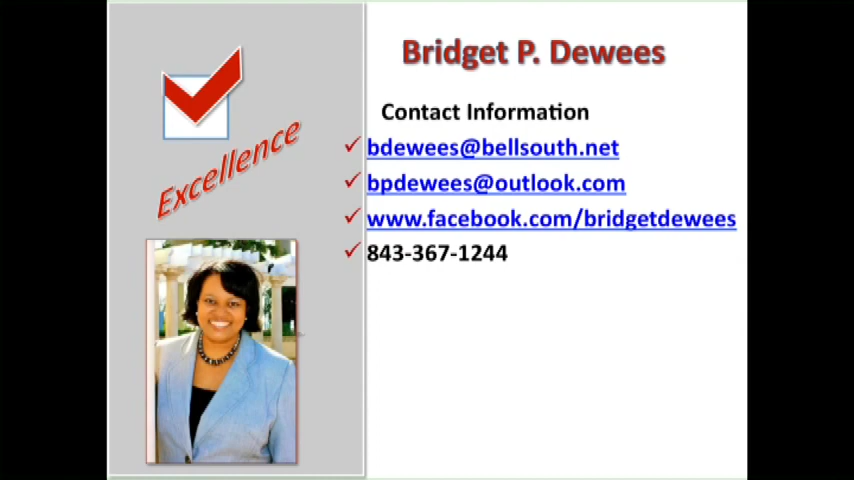 Bridget P. Dewees
Contact Information
bdewees@bellsouth.net
bpdewees@outlook.com
www.facebook.com/bridgetdewees
843-367-1244
Excellence